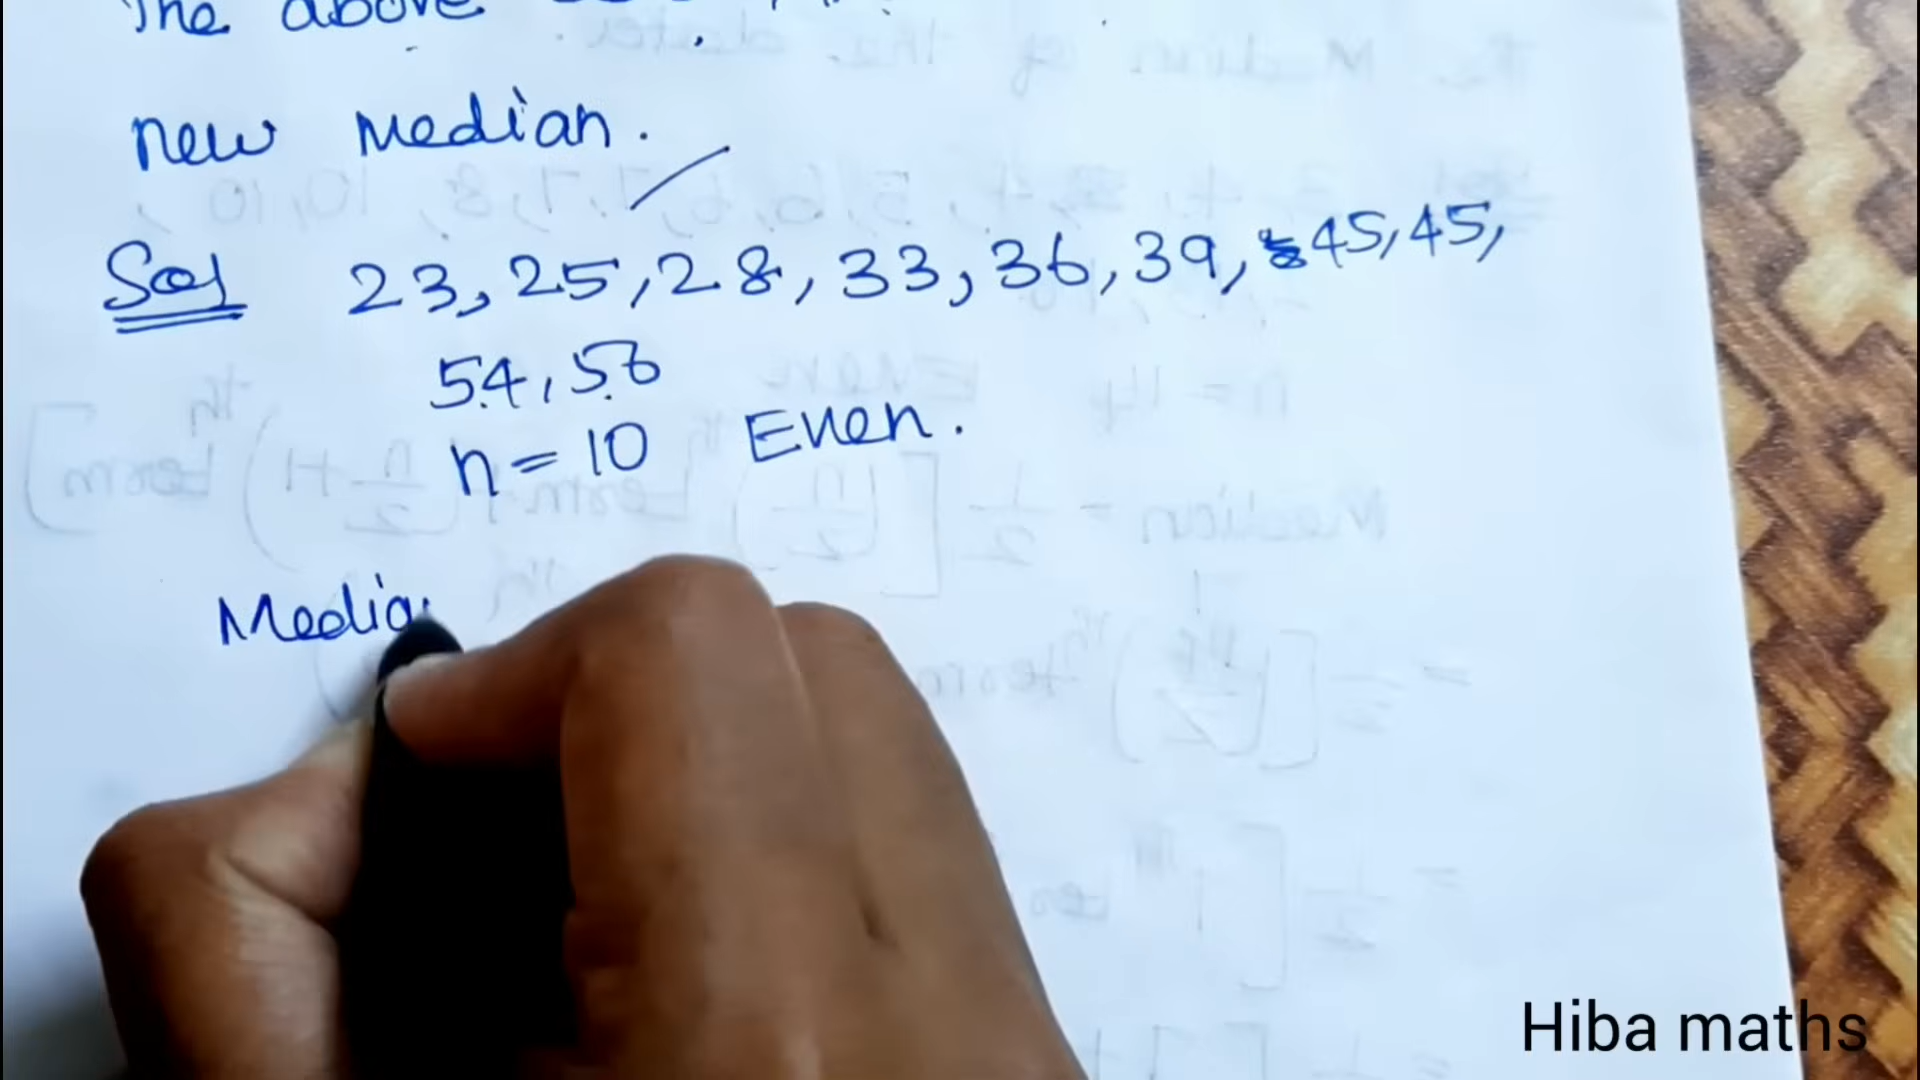 The above
new Median.
Sol 23, 25, 28, 33, 36, 39, 45, 45,
54, 56
n = 10 Even.
Media
Hiba maths